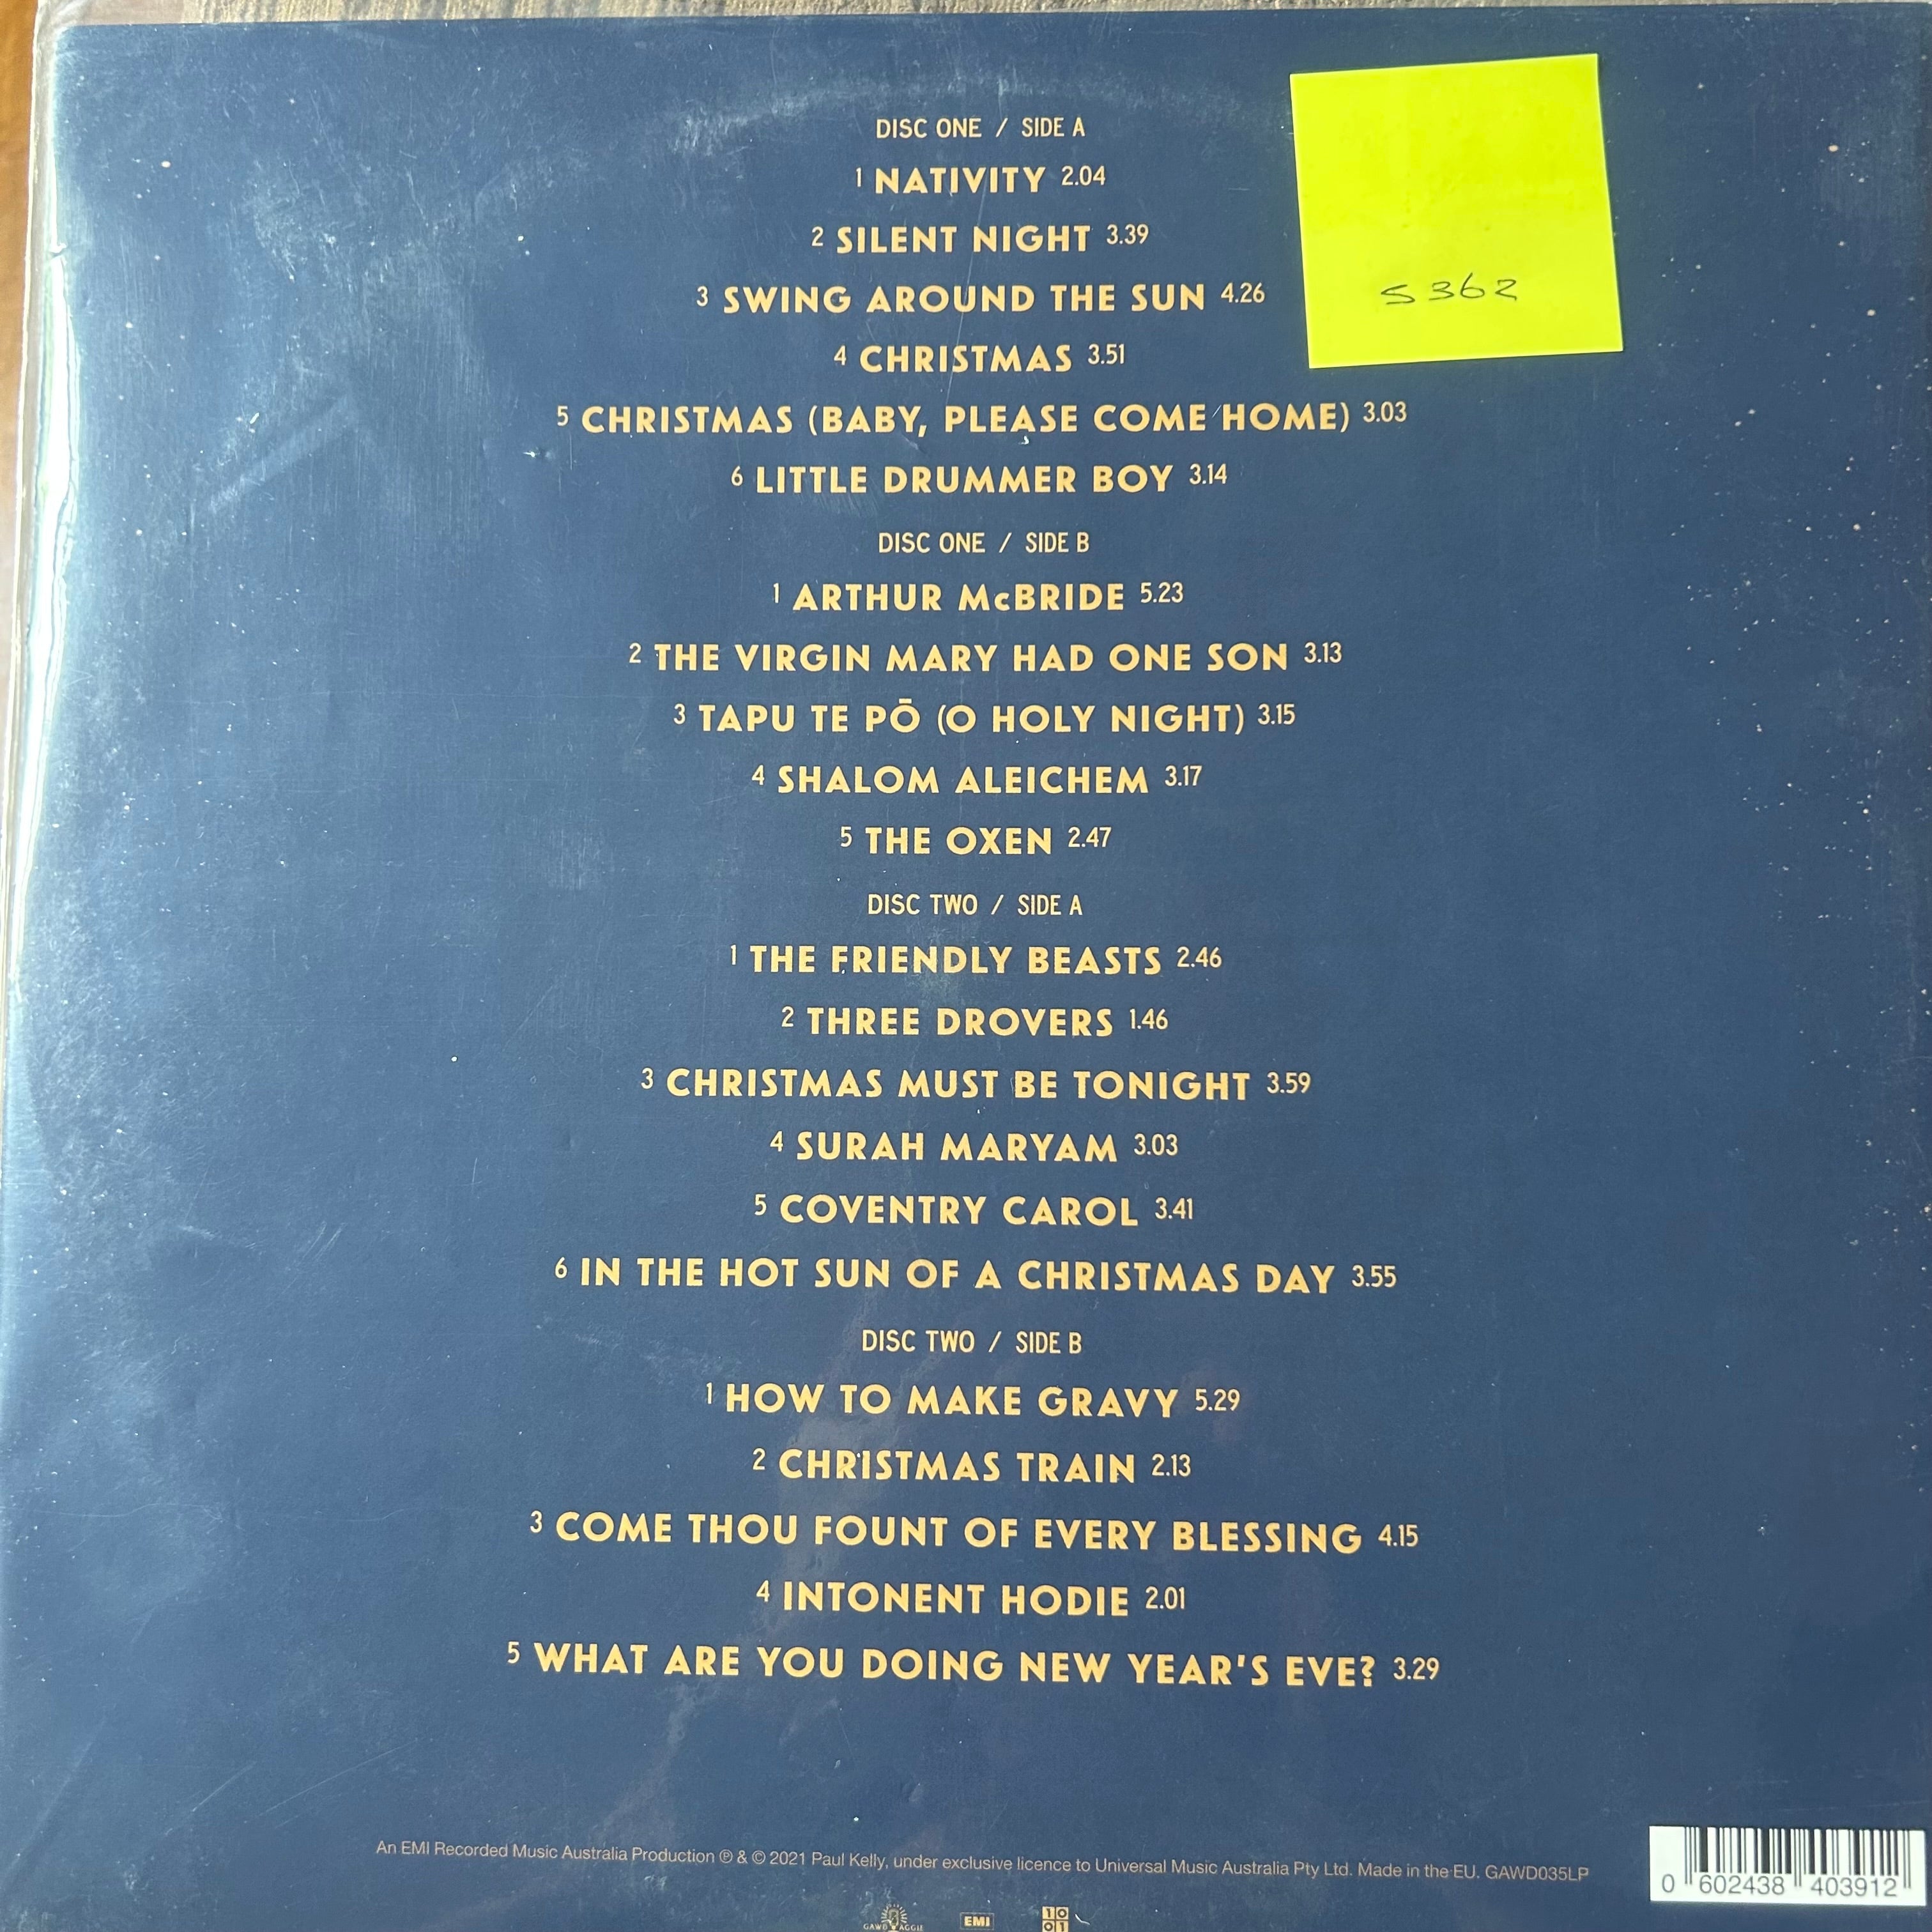 DISC ONE / SIDE A
1 NATIVITY 2.04
2 SILENT NIGHT 3.39
3 SWING AROUND THE SUN 4.26
4 CHRISTMAS 3.51
5 CHRISTMAS (BABY, PLEASE COME HOME) 3.03
6 LITTLE DRUMMER BOY 3.14
S362
DISC ONE / SIDE B
1 ARTHUR McBRIDE 5.23
2 THE VIRGIN MARY HAD ONE SON 3.13
3 TAPU TE PŌ (O HOLY NIGHT) 3.15
4 SHALOM ALEICHEM 3.17
5 THE OXEN 2.47
DISC TWO / SIDE A
1 THE FRIENDLY BEASTS 2.46
2 THREE DROVERS 1.46
3 CHRISTMAS MUST BE TONIGHT 3.59
4 SURAH MARYAM 3.03
5 COVENTRY CAROL 3.41
6 IN THE HOT SUN OF A CHRISTMAS DAY 3.55
DISC TWO / SIDE B
1 HOW TO MAKE GRAVY 5.29
2 CHRISTMAS TRAIN 2.13
3 COME THOU FOUNT OF EVERY BLESSING 4.15
4 INTONENT HODIE 2.01
5 WHAT ARE YOU DOING NEW YEAR'S EVE? 3.29
An EMI Recorded Music Australia Production ℗ & © 2021 Paul Kelly, under exclusive licence to Universal Music Australia Pty Ltd. Made in the EU. GAWD035LP
0 602438 403912
GAWD AGGIE
EMI
10
01